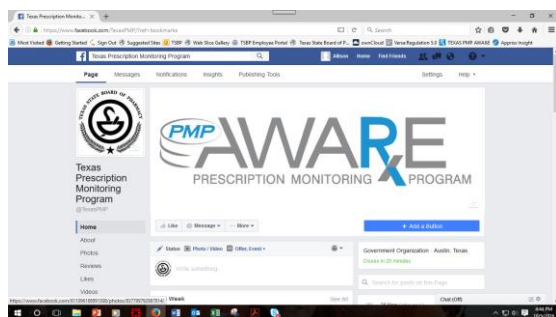 Texas Prescription Monito...
https://www.facebook.com/TexasPMP/?ref=bookmarks
Search
Most Visited Getting Started Sign Out Suggested Sites TSBP Web Slice Gallery TSBP Employee Portal Texas State Board of P... ownCloud Versa Regulation 3.0 TEXAS PMP AWARE Appriss Insight
Texas Prescription Monitoring Program
Allison Home Find Friends
Page Messages Notifications Insights Publishing Tools Settings Help
TEXAS STATE BOARD OF PHARMACY
PMP AWARxE
PRESCRIPTION MONITORING PROGRAM
Texas
Prescription
Monitoring
Program
@TexasPMP
Like Message More
+ Add a Button
Home
About
Photos
Reviews
Likes
Videos
Status Photo / Video Offer, Event +
Write something...
Government Organization · Austin, Texas
Search for posts on this Page
Week See All
Chat (Off)